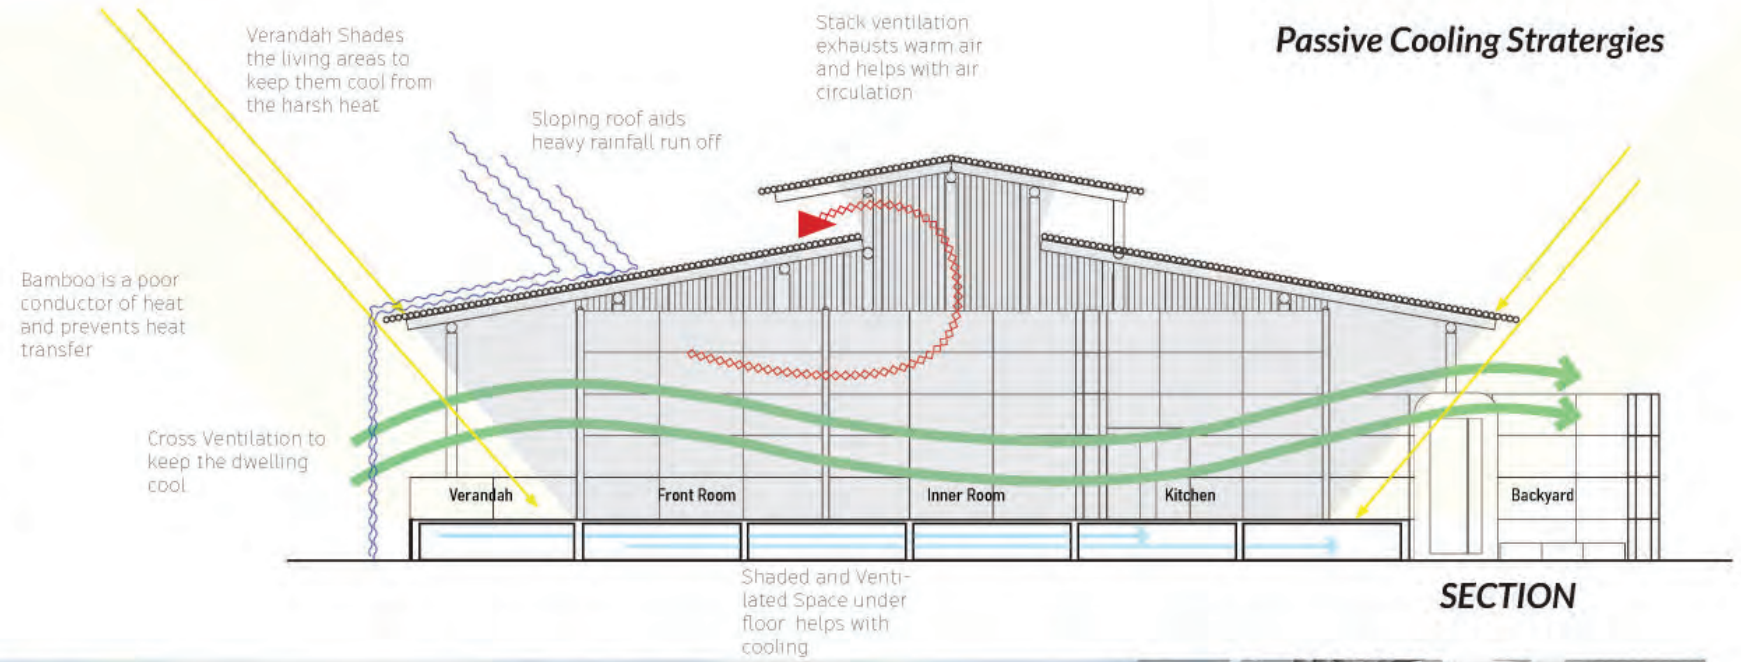 Passive Cooling Stratergies
Verandah Shades
the living areas to
keep them cool from
the harsh heat
Stack ventilation
exhausts warm air
and helps with air
circulation
Sloping roof aids
heavy rainfall run off
Bamboo is a poor
conductor of heat
and prevents heat
transfer
Cross Ventilation to
keep the dwelling
cool
Verandah
Front Room
Inner Room
Kitchen
Backyard
Shaded and Venti-
lated Space under
floor helps with
cooling
SECTION